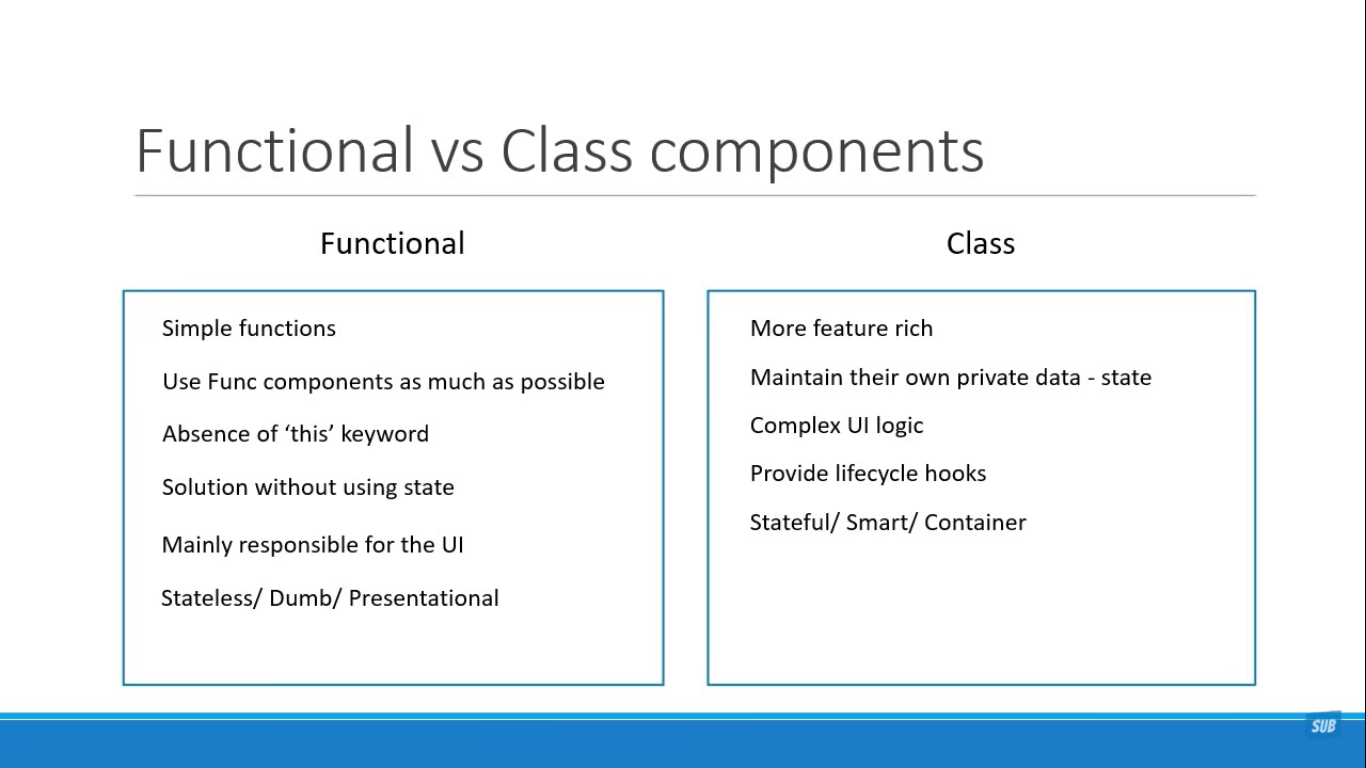 Functional vs Class components
Functional
Simple functions
Use Func components as much as possible
Absence of ‘this’ keyword
Solution without using state
Mainly responsible for the UI
Stateless/ Dumb/ Presentational
Class
More feature rich
Maintain their own private data - state
Complex UI logic
Provide lifecycle hooks
Stateful/ Smart/ Container
SUB